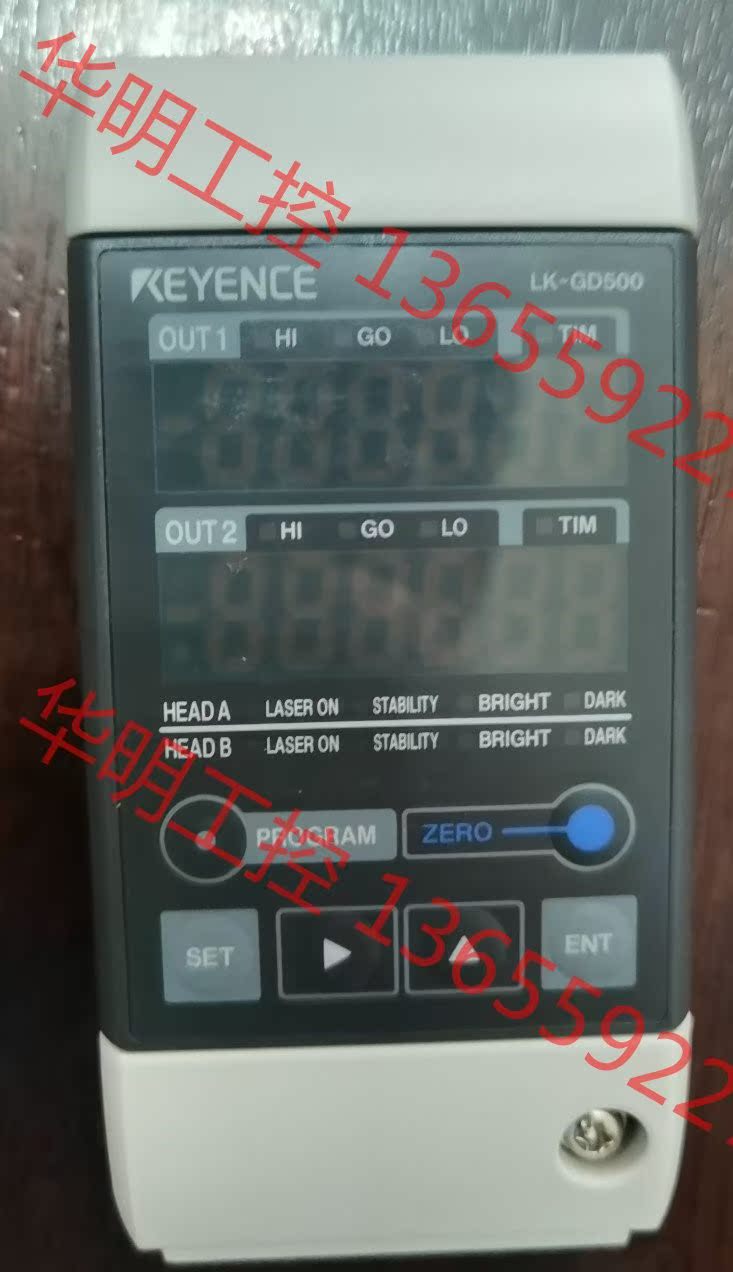 华明工控 13655922
KEYENCE LK-GD500
OUT 1 HI GO LO TIM
OUT 2 HI GO LO TIM
HEAD A LASER ON STABILITY BRIGHT DARK
HEAD B LASER ON STABILITY BRIGHT DARK
华明工控 13655922
PROGRAM ZERO
SET ENT